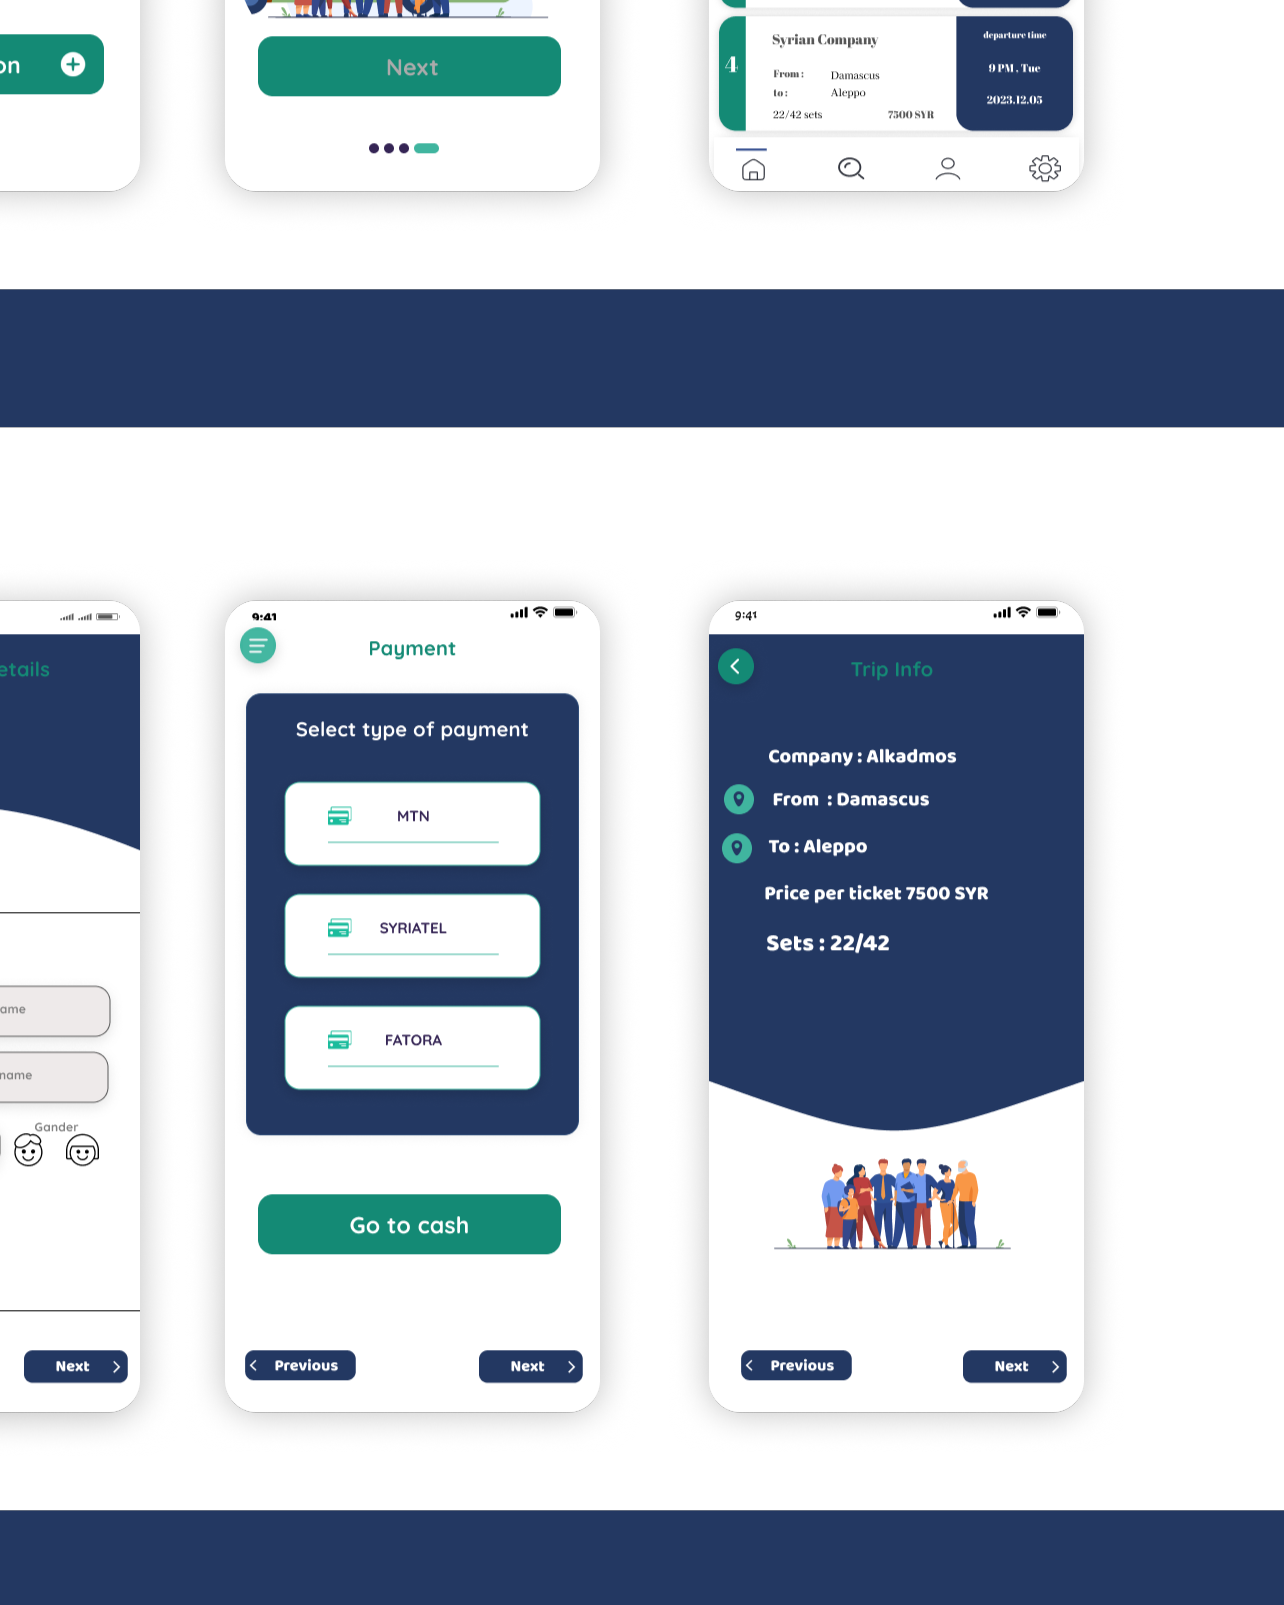 on
Next
4
Syrian Company
From :
Damascus
to :
Aleppo
22/42 sets
7500 SYR
departure time
9 PM . Tue
2023.12.05
etails
ame
name
Gander
Next
9:41
Payment
Select type of payment
MTN
SYRIATEL
FATORA
Go to cash
Previous
Next
9:41
Trip Info
Company : Alkadmos
From : Damascus
To : Aleppo
Price per ticket 7500 SYR
Sets : 22/42
Previous
Next